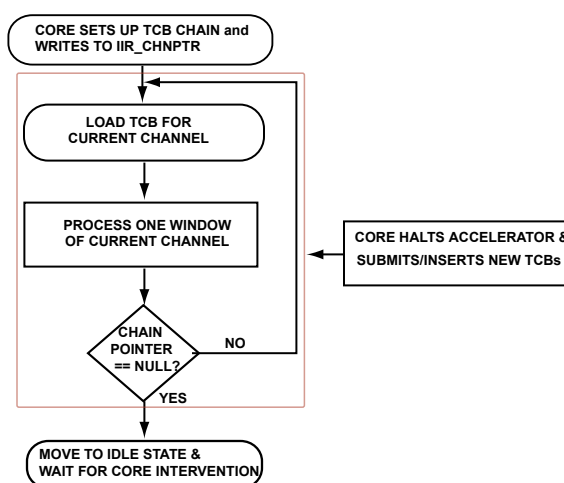 CORE SETS UP TCB CHAIN and
WRITES TO IIR_CHNPTR
LOAD TCB FOR
CURRENT CHANNEL
PROCESS ONE WINDOW
OF CURRENT CHANNEL
CORE HALTS ACCELERATOR &
SUBMITS/INSERTS NEW TCBs
CHAIN
POINTER
== NULL?
NO
YES
MOVE TO IDLE STATE &
WAIT FOR CORE INTERVENTION